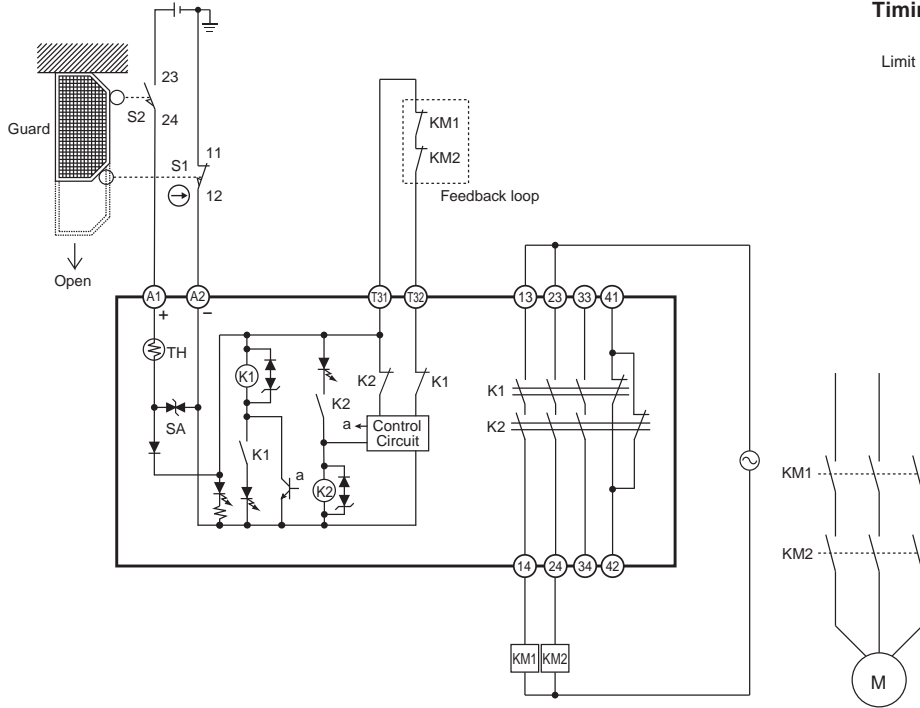 Timin
Limit
23
S2
24
Guard
11
S1
12
Open
KM1
KM2
Feedback loop
A1
A2
T31
T32
13
23
33
41
+
−
TH
SA
K1
K1
a
K2
K2
K2
K1
a
Control
Circuit
K1
K2
14
24
34
42
KM1
KM2
KM1
KM2
M